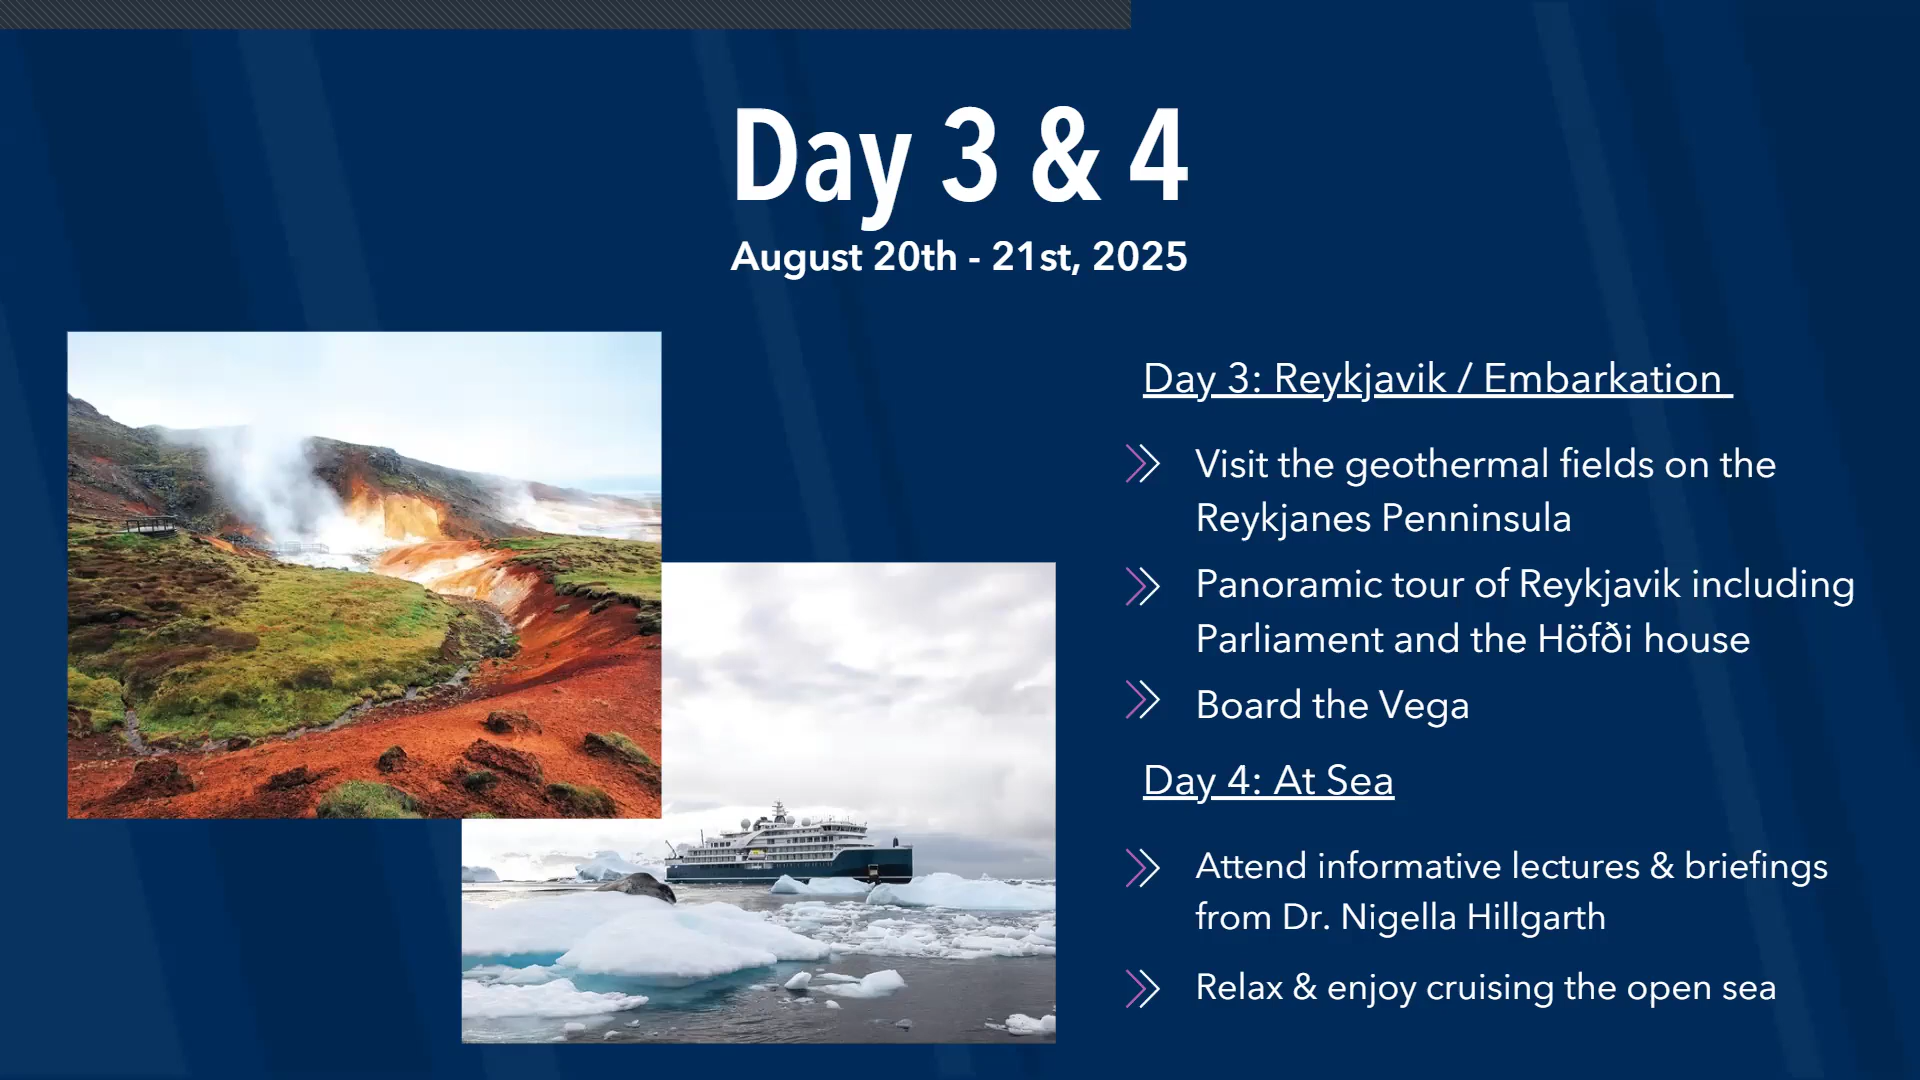 Day 3 & 4
August 20th - 21st, 2025
Day 3: Reykjavik / Embarkation
Visit the geothermal fields on the
Reykjanes Penninsula
Panoramic tour of Reykjavik including
Parliament and the Höfði house
Board the Vega
Day 4: At Sea
Attend informative lectures & briefings
from Dr. Nigella Hillgarth
Relax & enjoy cruising the open sea